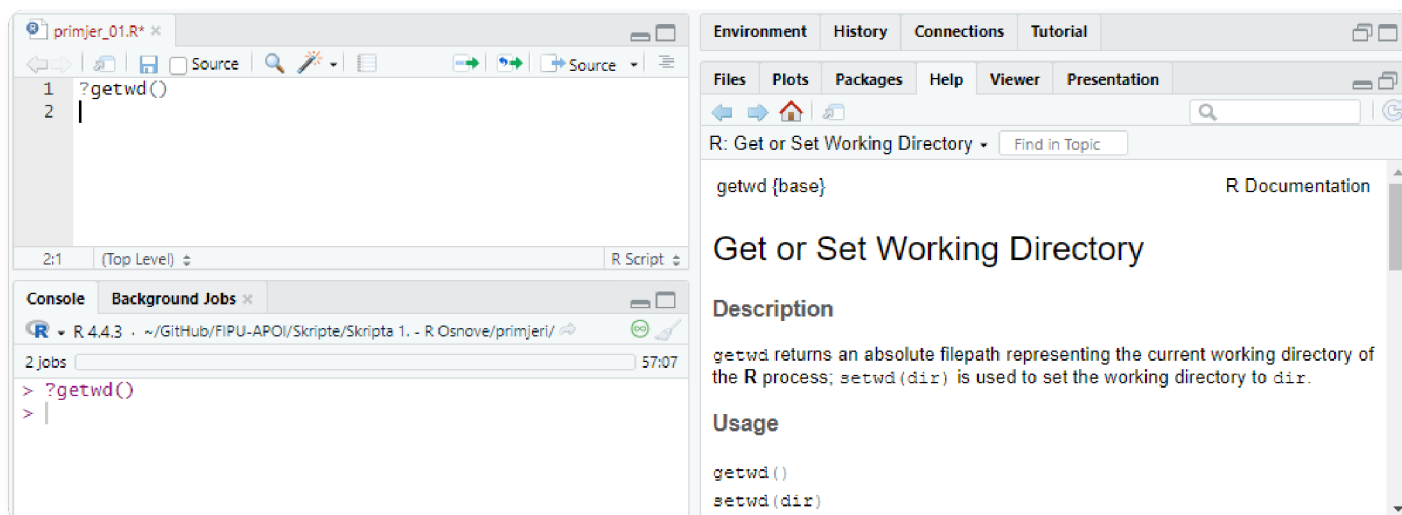 primjer_01.R*
Source
Source
1 ?getwd()
2
2:1 (Top Level) R Script
Console Background Jobs
R 4.4.3 · ~/GitHub/FIPU-APOI/Skripte/Skripta 1. - R Osnove/primjeri/
2 jobs 57:07
> ?getwd()
>
Environment History Connections Tutorial
Files Plots Packages Help Viewer Presentation
R: Get or Set Working Directory Find in Topic
getwd {base} R Documentation
Get or Set Working Directory
Description
getwd returns an absolute filepath representing the current working directory of
the R process; setwd(dir) is used to set the working directory to dir.
Usage
getwd()
setwd(dir)